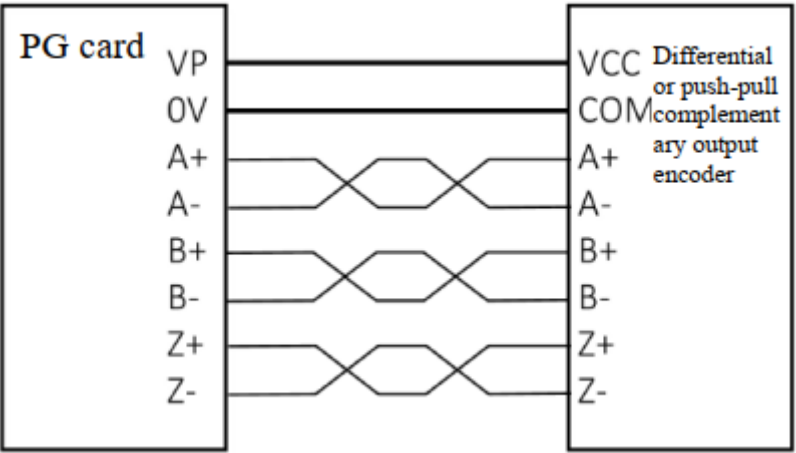 PG card
VP
0V
A+
A-
B+
B-
Z+
Z-
VCC
COM
A+
A-
B+
B-
Z+
Z-
Differential
or push-pull
complement
ary output
encoder